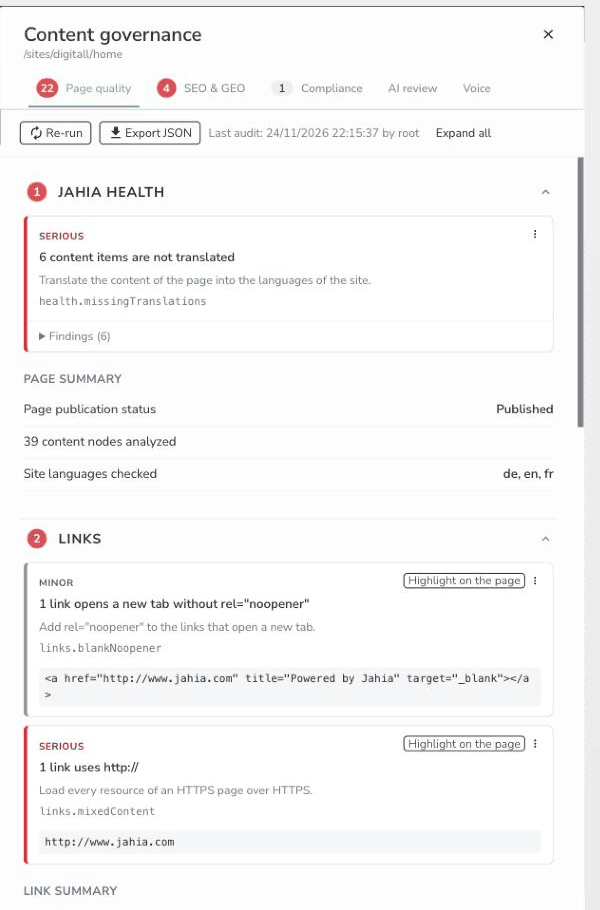 Content governance
/sites/digitall/home
22 Page quality 4 SEO & GEO 1 Compliance AI review Voice
Re-run Export JSON Last audit: 24/11/2026 22:15:37 by root Expand all
1 JAHIA HEALTH
SERIOUS
6 content items are not translated
Translate the content of the page into the languages of the site.
health.missingTranslations
Findings (6)
PAGE SUMMARY
Page publication status Published
39 content nodes analyzed
Site languages checked de, en, fr
2 LINKS
MINOR Highlight on the page
1 link opens a new tab without rel="noopener"
Add rel="noopener" to the links that open a new tab.
links.blankNoopener
<a href="http://www.jahia.com" title="Powered by Jahia" target="_blank"></a
>
SERIOUS Highlight on the page
1 link uses http://
Load every resource of an HTTPS page over HTTPS.
links.mixedContent
http://www.jahia.com
LINK SUMMARY